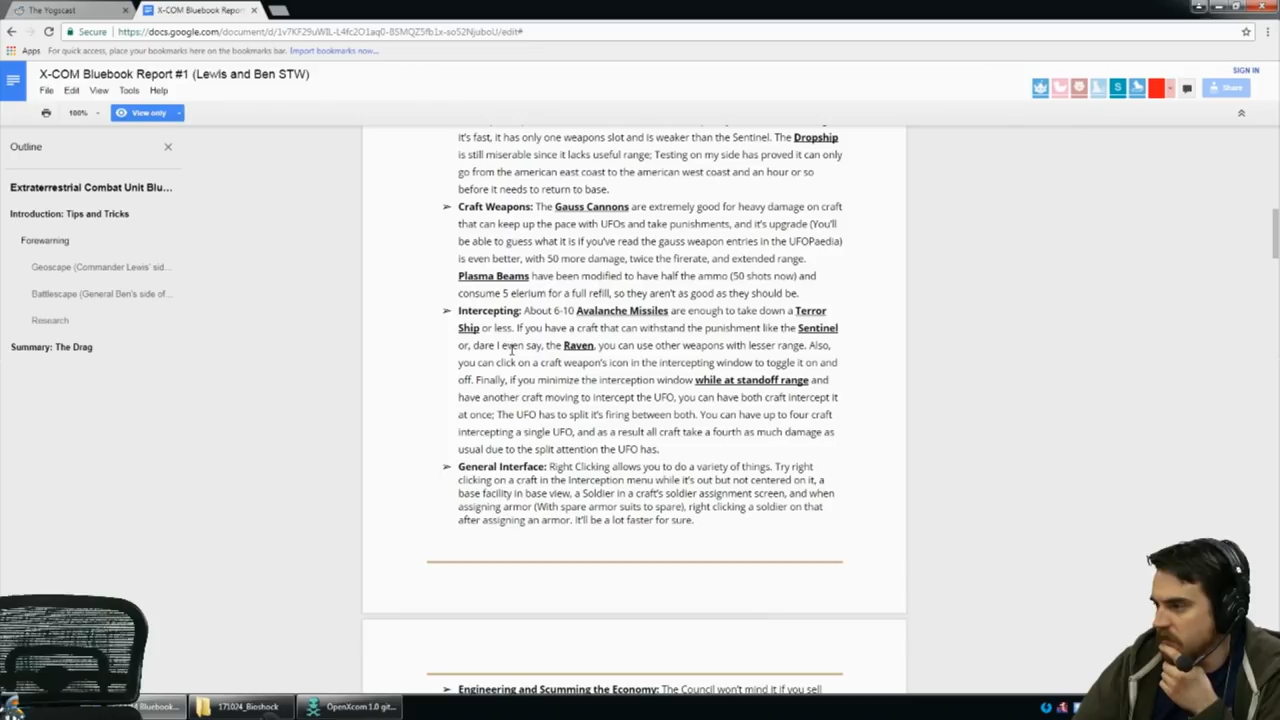 The Yogscast
X-COM Bluebook Report
Secure
https://docs.google.com/document/d/1v7KF29uWIL-L4fc2O1aq0-8SMQZ5fb1x-so52NjuboU/edit#
Apps
For quick access, place your bookmarks here on the bookmarks bar. Import bookmarks now...
X-COM Bluebook Report #1 (Lewis and Ben STW)
SIGN IN
File Edit View Tools Help
S
Share
100%
View only
Outline
Extraterrestrial Combat Unit Blu...
Introduction: Tips and Tricks
Forewarning
Geoscape (Commander Lewis' sid...
Battlescape (General Ben's side of...
Research
Summary: The Drag
it's fast, it has only one weapons slot and is weaker than the Sentinel. The Dropship
is still miserable since it lacks useful range; Testing on my side has proved it can only
go from the american east coast to the american west coast and an hour or so
before it needs to return to base.
➢ Craft Weapons: The Gauss Cannons are extremely good for heavy damage on craft
that can keep up the pace with UFOs and take punishments, and it's upgrade (You'll
be able to guess what it is if you've read the gauss weapon entries in the UFOPaedia)
is even better, with 50 more damage, twice the firerate, and extended range.
Plasma Beams have been modified to have half the ammo (50 shots now) and
consume 5 elerium for a full refill, so they aren't as good as they should be.
➢ Intercepting: About 6-10 Avalanche Missiles are enough to take down a Terror
Ship or less. If you have a craft that can withstand the punishment like the Sentinel
or, dare I even say, the Raven, you can use other weapons with lesser range. Also,
you can click on a craft weapon's icon in the intercepting window to toggle it on and
off. Finally, if you minimize the interception window while at standoff range and
have another craft moving to intercept the UFO, you can have both craft intercept it
at once; The UFO has to split it's firing between both. You can have up to four craft
intercepting a single UFO, and as a result all craft take a fourth as much damage as
usual due to the split attention the UFO has.
➢ General Interface: Right Clicking allows you to do a variety of things. Try right
clicking on a craft in the Interception menu while it's out but not centered on it, a
base facility in base view, a Soldier in a craft's soldier assignment screen, and when
assigning armor (With spare armor suits to spare), right clicking a soldier on that
after assigning an armor. It'll be a lot faster for sure.
Engineering and Scumming the Economy: The Council don't mind it if you sell
Bluebook...
171024_Bioshock
OpenXcom 1.0 git...